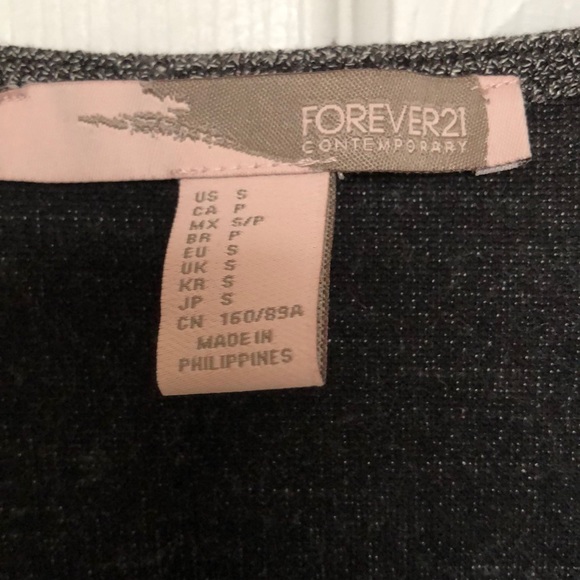 FOREVER21
CONTEMPORARY
US S
CA P
MX S/P
BR P
EU S
UK S
KR S
JP S
CN 160/89A
MADE IN
PHILIPPINES